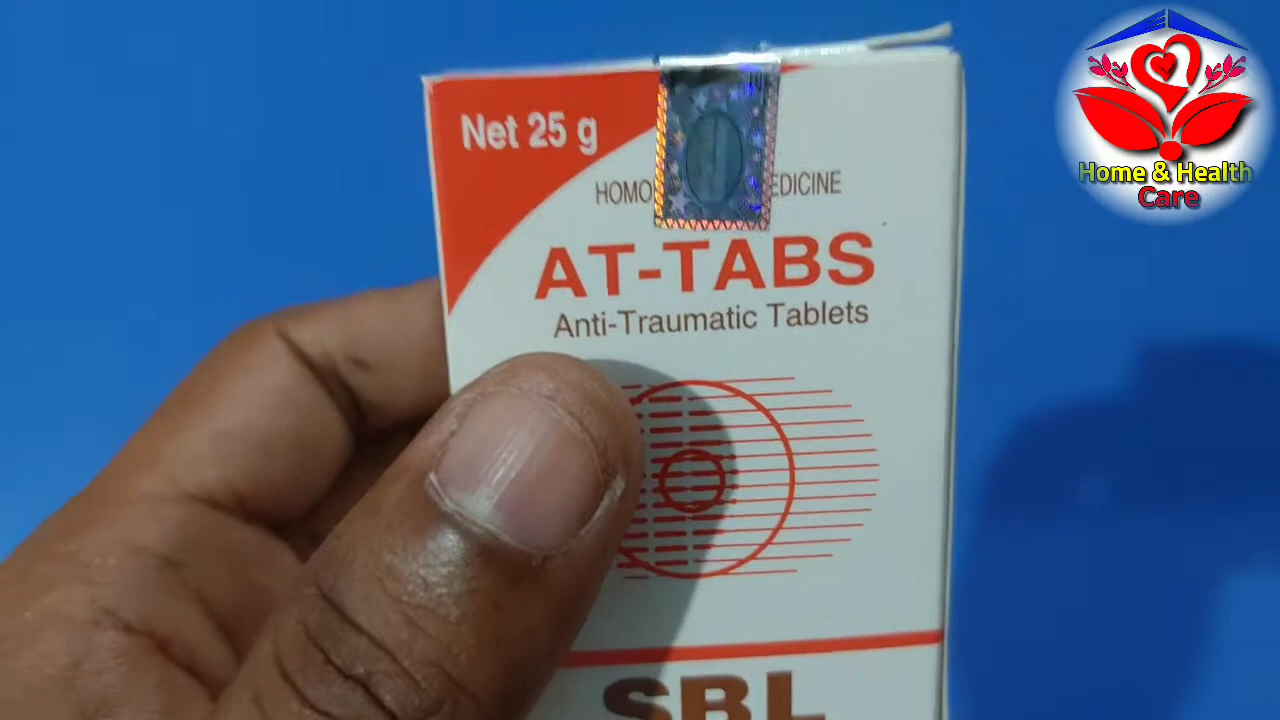 Net 25 g
HOMO EDICINE
AT-TABS
Anti-Traumatic Tablets
SBL
Home & Health
Care